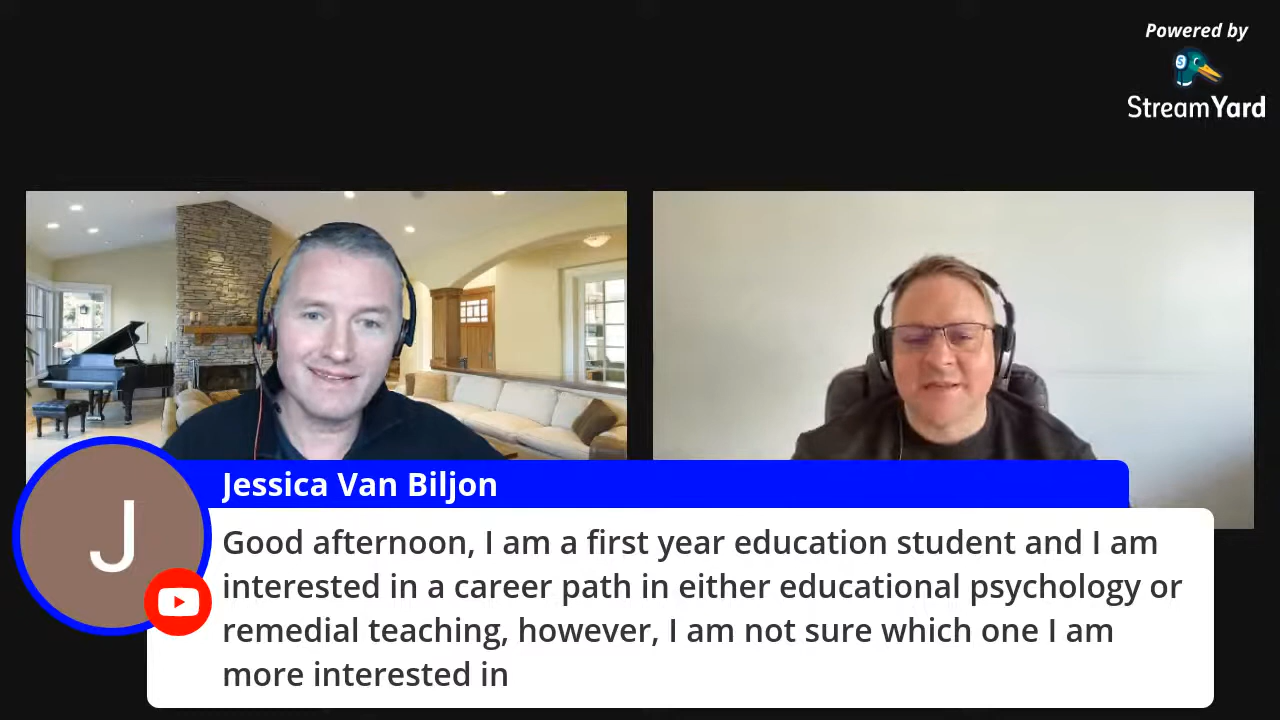 Powered by
StreamYard
Jessica Van Biljon
J
Good afternoon, I am a first year education student and I am
interested in a career path in either educational psychology or
remedial teaching, however, I am not sure which one I am
more interested in